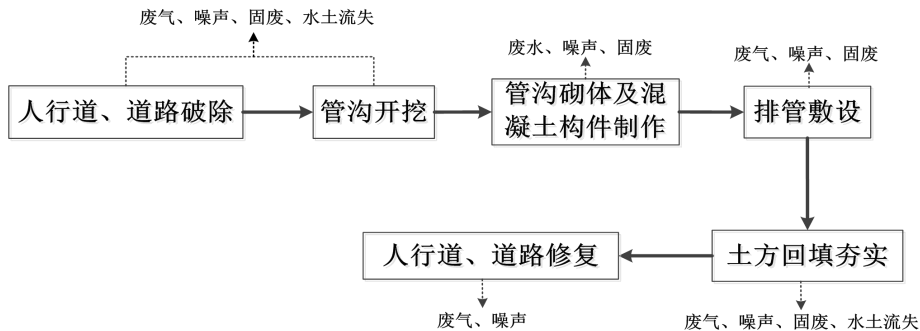 废气、噪声、固废、水土流失
废水、噪声、固废
废气、噪声、固废
人行道、道路破除
管沟开挖
管沟砌体及混
凝土构件制作
排管敷设
人行道、道路修复
土方回填夯实
废气、噪声
废气、噪声、固废、水土流失